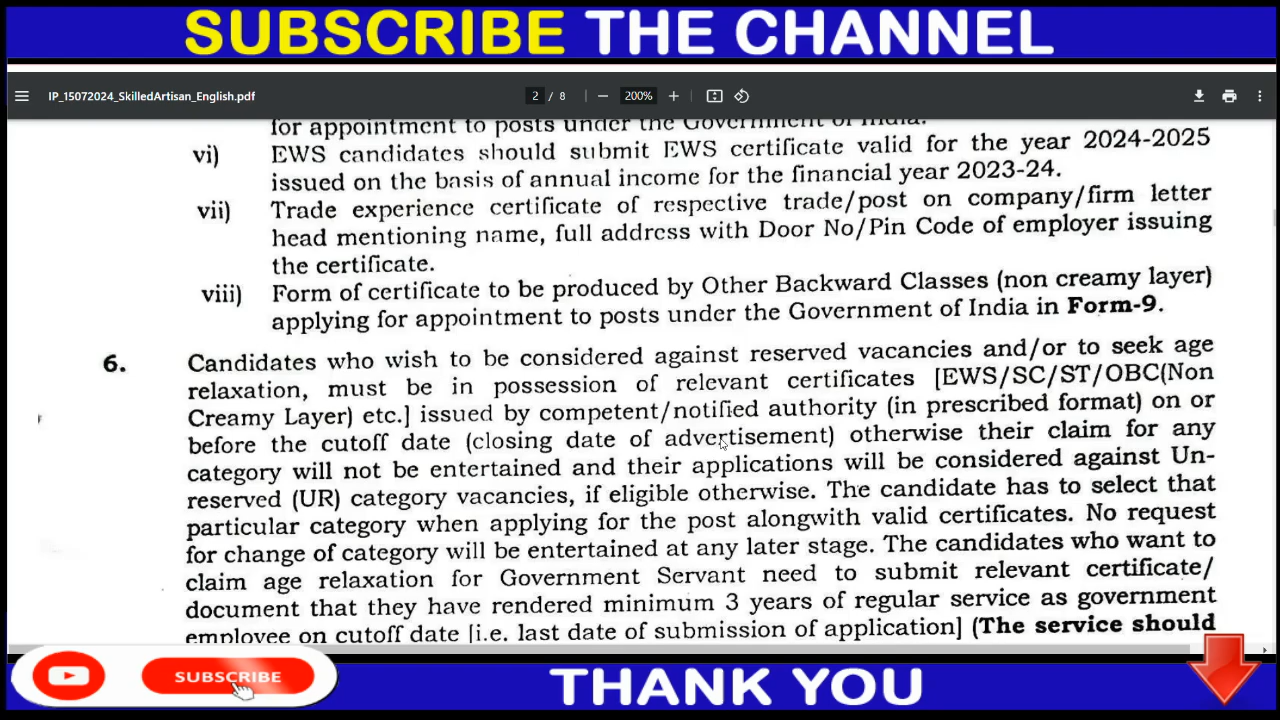 SUBSCRIBE THE CHANNEL
IP_15072024_SkilledArtisan_English.pdf
2 / 8
200%
for appointment to posts under the Government of India.
vi) EWS candidates should submit EWS certificate valid for the year 2024-2025
issued on the basis of annual income for the financial year 2023-24.
vii) Trade experience certificate of respective trade/post on company/firm letter
head mentioning name, full address with Door No/Pin Code of employer issuing
the certificate.
viii) Form of certificate to be produced by Other Backward Classes (non creamy layer)
applying for appointment to posts under the Government of India in Form-9.
6. Candidates who wish to be considered against reserved vacancies and/or to seek age
relaxation, must be in possession of relevant certificates [EWS/SC/ST/OBC(Non
Creamy Layer) etc.] issued by competent/notified authority (in prescribed format) on or
before the cutoff date (closing date of advertisement) otherwise their claim for any
category will not be entertained and their applications will be considered against Un-
reserved (UR) category vacancies, if eligible otherwise. The candidate has to select that
particular category when applying for the post alongwith valid certificates. No request
for change of category will be entertained at any later stage. The candidates who want to
claim age relaxation for Government Servant need to submit relevant certificate/
document that they have rendered minimum 3 years of regular service as government
employee on cutoff date [i.e. last date of submission of application] (The service should
SUBSCRIBE
THANK YOU